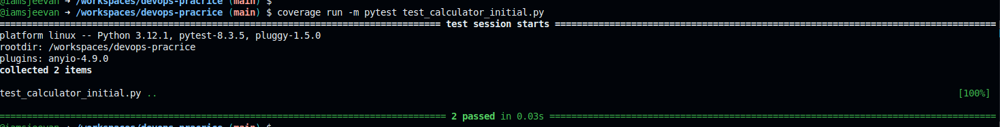 @iamsjeevan → /workspaces/devops-pracrice (main) $
@iamsjeevan → /workspaces/devops-pracrice (main) $ coverage run -m pytest test_calculator_initial.py
============ test session starts ============
platform linux -- Python 3.12.1, pytest-8.3.5, pluggy-1.5.0
rootdir: /workspaces/devops-pracrice
plugins: anyio-4.9.0
collected 2 items
test_calculator_initial.py .. [100%]
============ 2 passed in 0.03s ============
@iamsjeevan → /workspaces/devops-pracrice (main) $